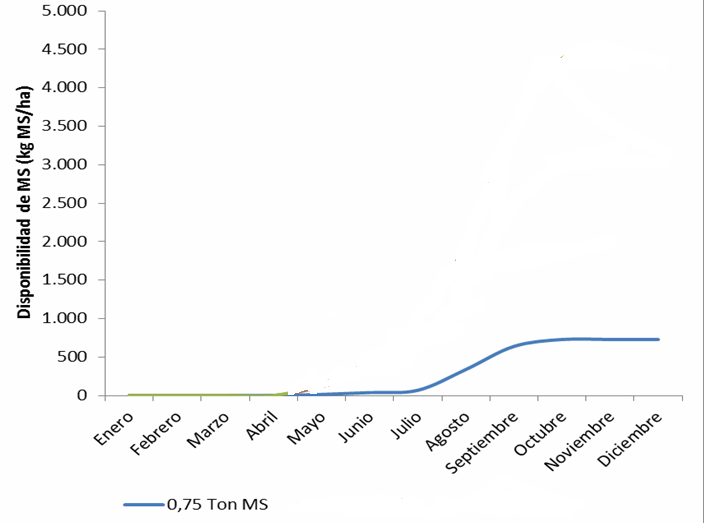 Disponibilidad de MS (kg MS/ha)
5.000
4.500
4.000
3.500
3.000
2.500
2.000
1.500
1.000
500
0
Enero
Febrero
Marzo
Abril
Mayo
Junio
Julio
Agosto
Septiembre
Octubre
Noviembre
Diciembre
0,75 Ton MS